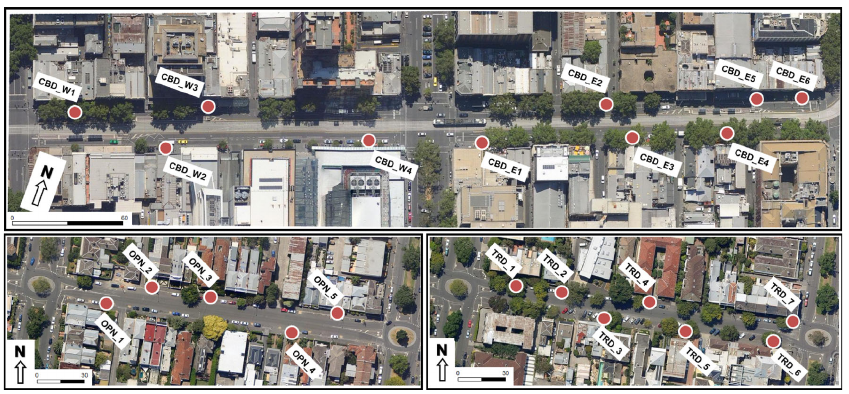 CBD_W1
CBD_W3
CBD_E2
CBD_E5
CBD_E6
CBD_W2
CBD_W4
CBD_E1
CBD_E3
CBD_E4
N
0 60
OPN_1
OPN_2
OPN_3
OPN_4
OPN_5
N
0 30
TRD_1
TRD_2
TRD_3
TRD_4
TRD_5
TRD_6
TRD_7
N
0 30